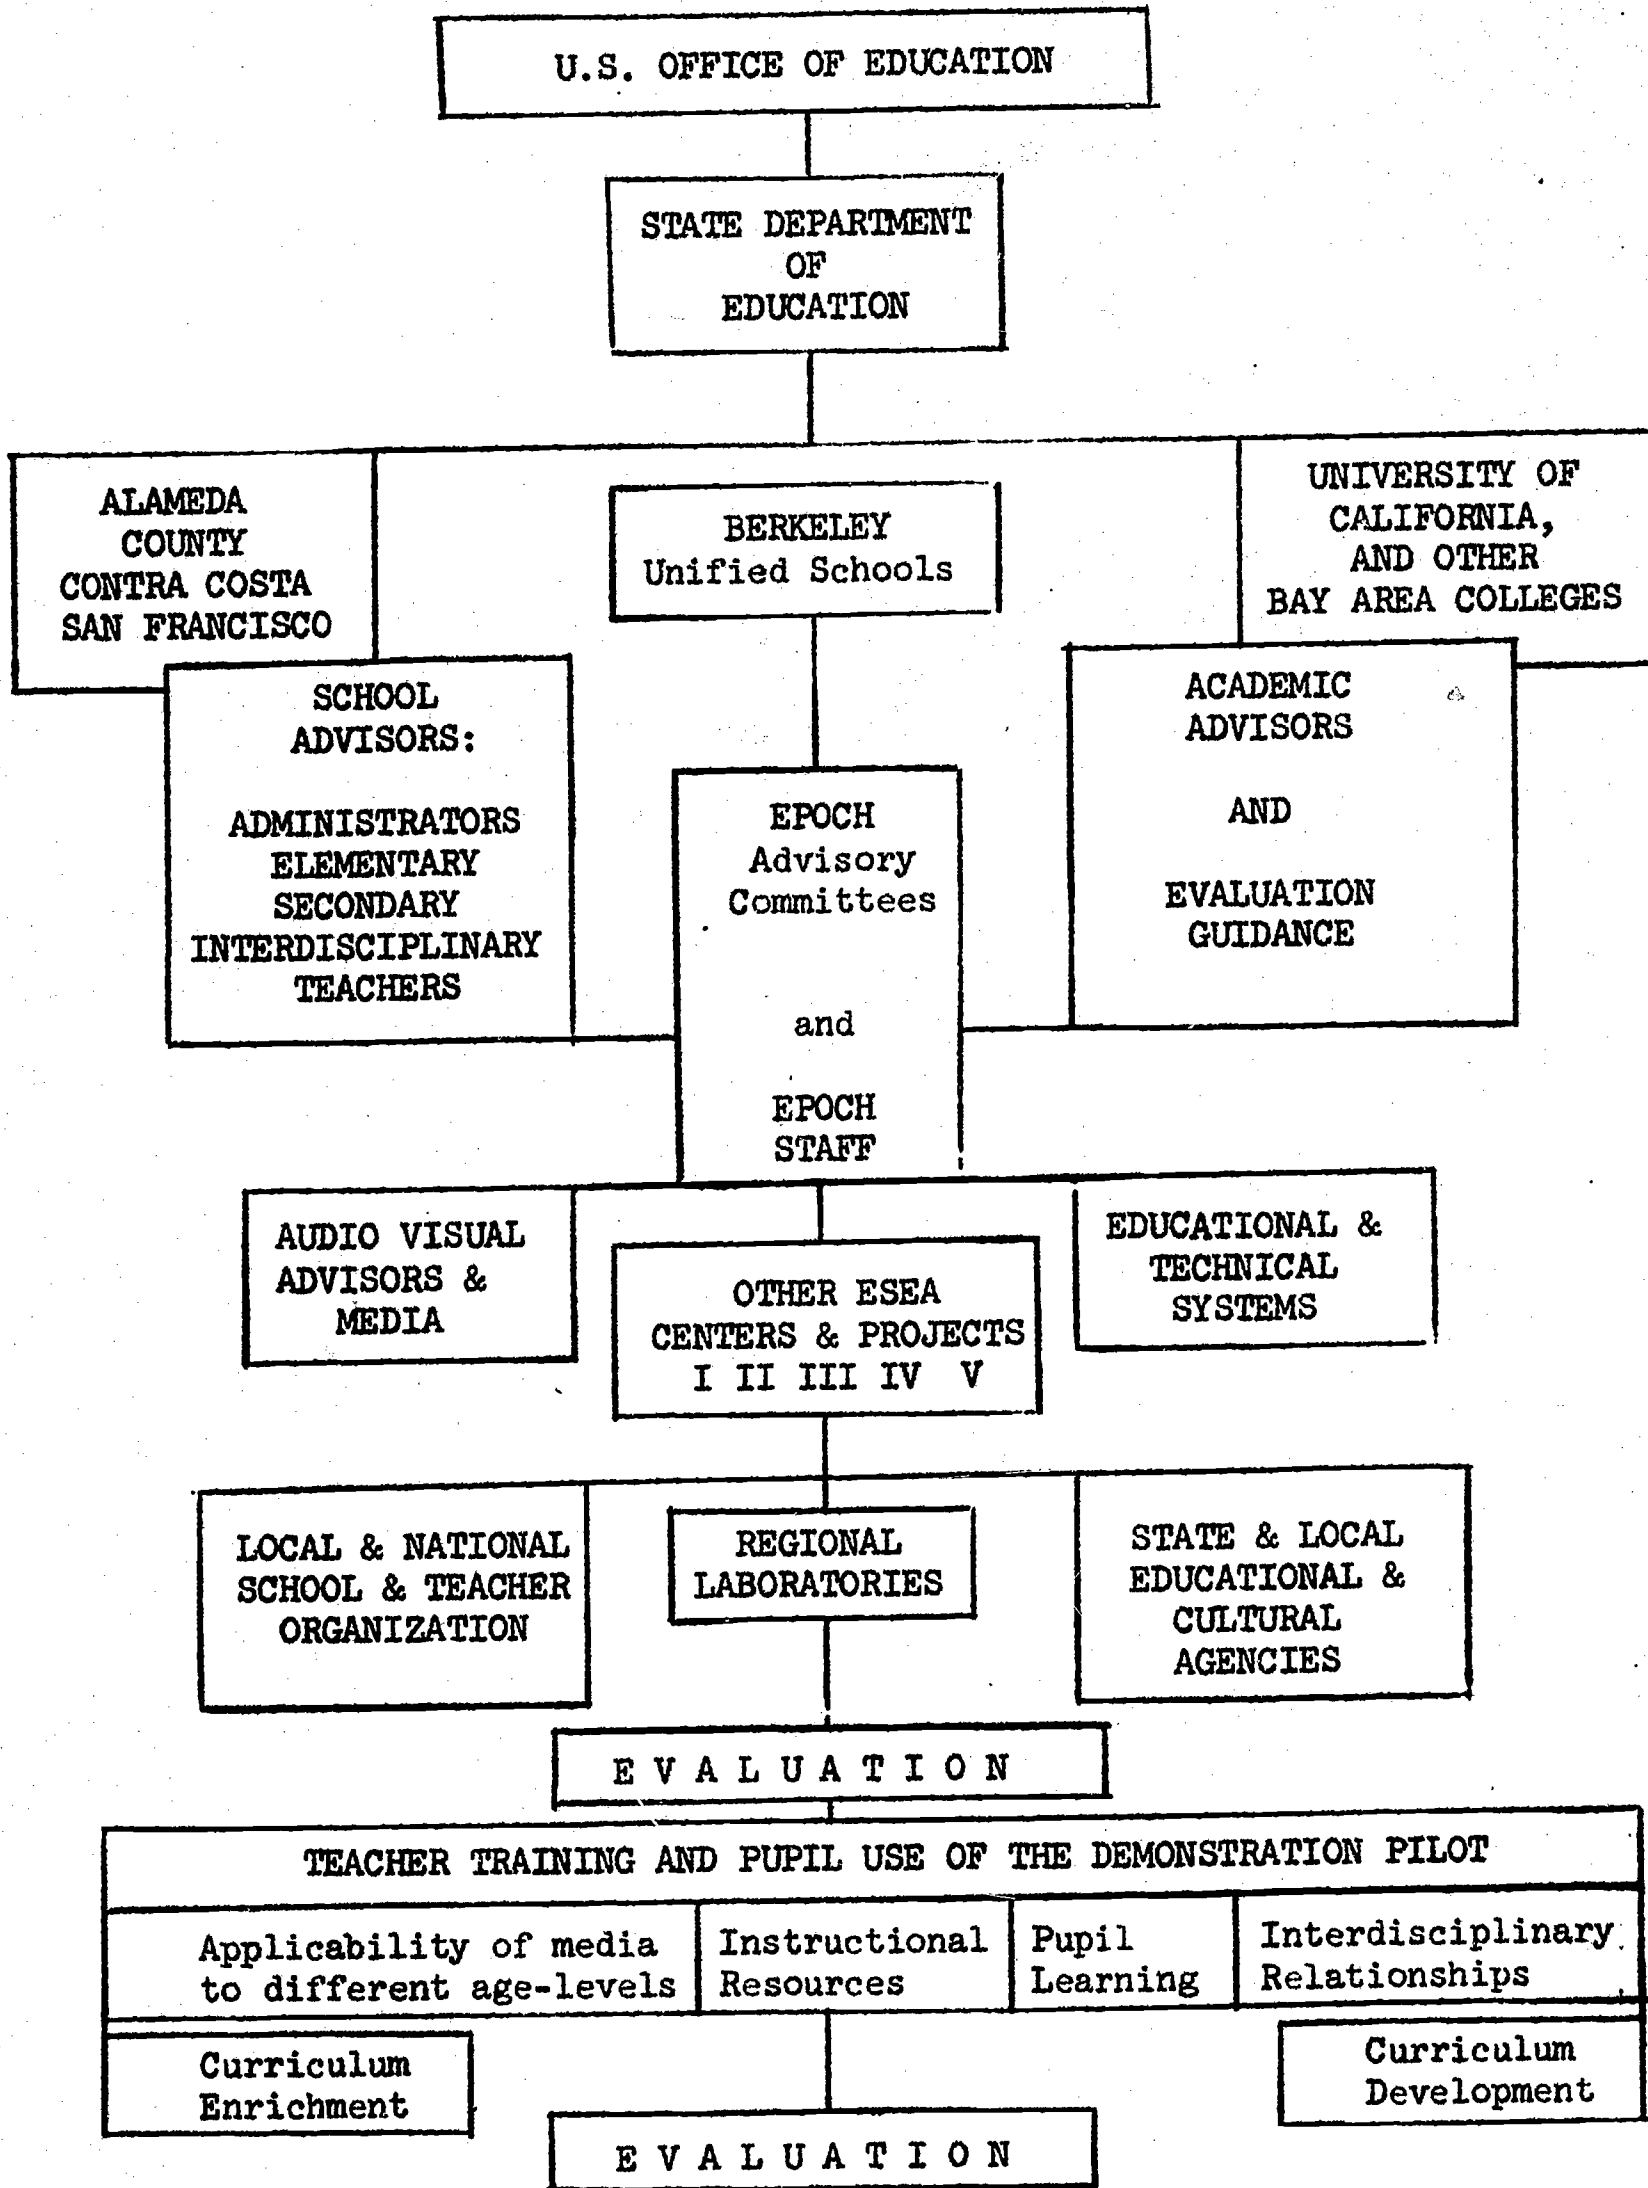 U.S. OFFICE OF EDUCATION
STATE DEPARTMENT
OF
EDUCATION
ALAMEDA
COUNTY
CONTRA COSTA
SAN FRANCISCO
BERKELEY
Unified Schools
UNIVERSITY OF
CALIFORNIA,
AND OTHER
BAY AREA COLLEGES
SCHOOL
ADVISORS:
ADMINISTRATORS
ELEMENTARY
SECONDARY
INTERDISCIPLINARY
TEACHERS
EPOCH
Advisory
Committees
and
EPOCH
STAFF
ACADEMIC
ADVISORS
AND
EVALUATION
GUIDANCE
AUDIO VISUAL
ADVISORS &
MEDIA
OTHER ESEA
CENTERS & PROJECTS
I II III IV V
EDUCATIONAL &
TECHNICAL
SYSTEMS
LOCAL & NATIONAL
SCHOOL & TEACHER
ORGANIZATION
REGIONAL
LABORATORIES
STATE & LOCAL
EDUCATIONAL &
CULTURAL
AGENCIES
E V A L U A T I O N
TEACHER TRAINING AND PUPIL USE OF THE DEMONSTRATION PILOT
Applicability of media
to different age-levels
Instructional
Resources
Pupil
Learning
Interdisciplinary
Relationships
Curriculum
Enrichment
Curriculum
Development
E V A L U A T I O N